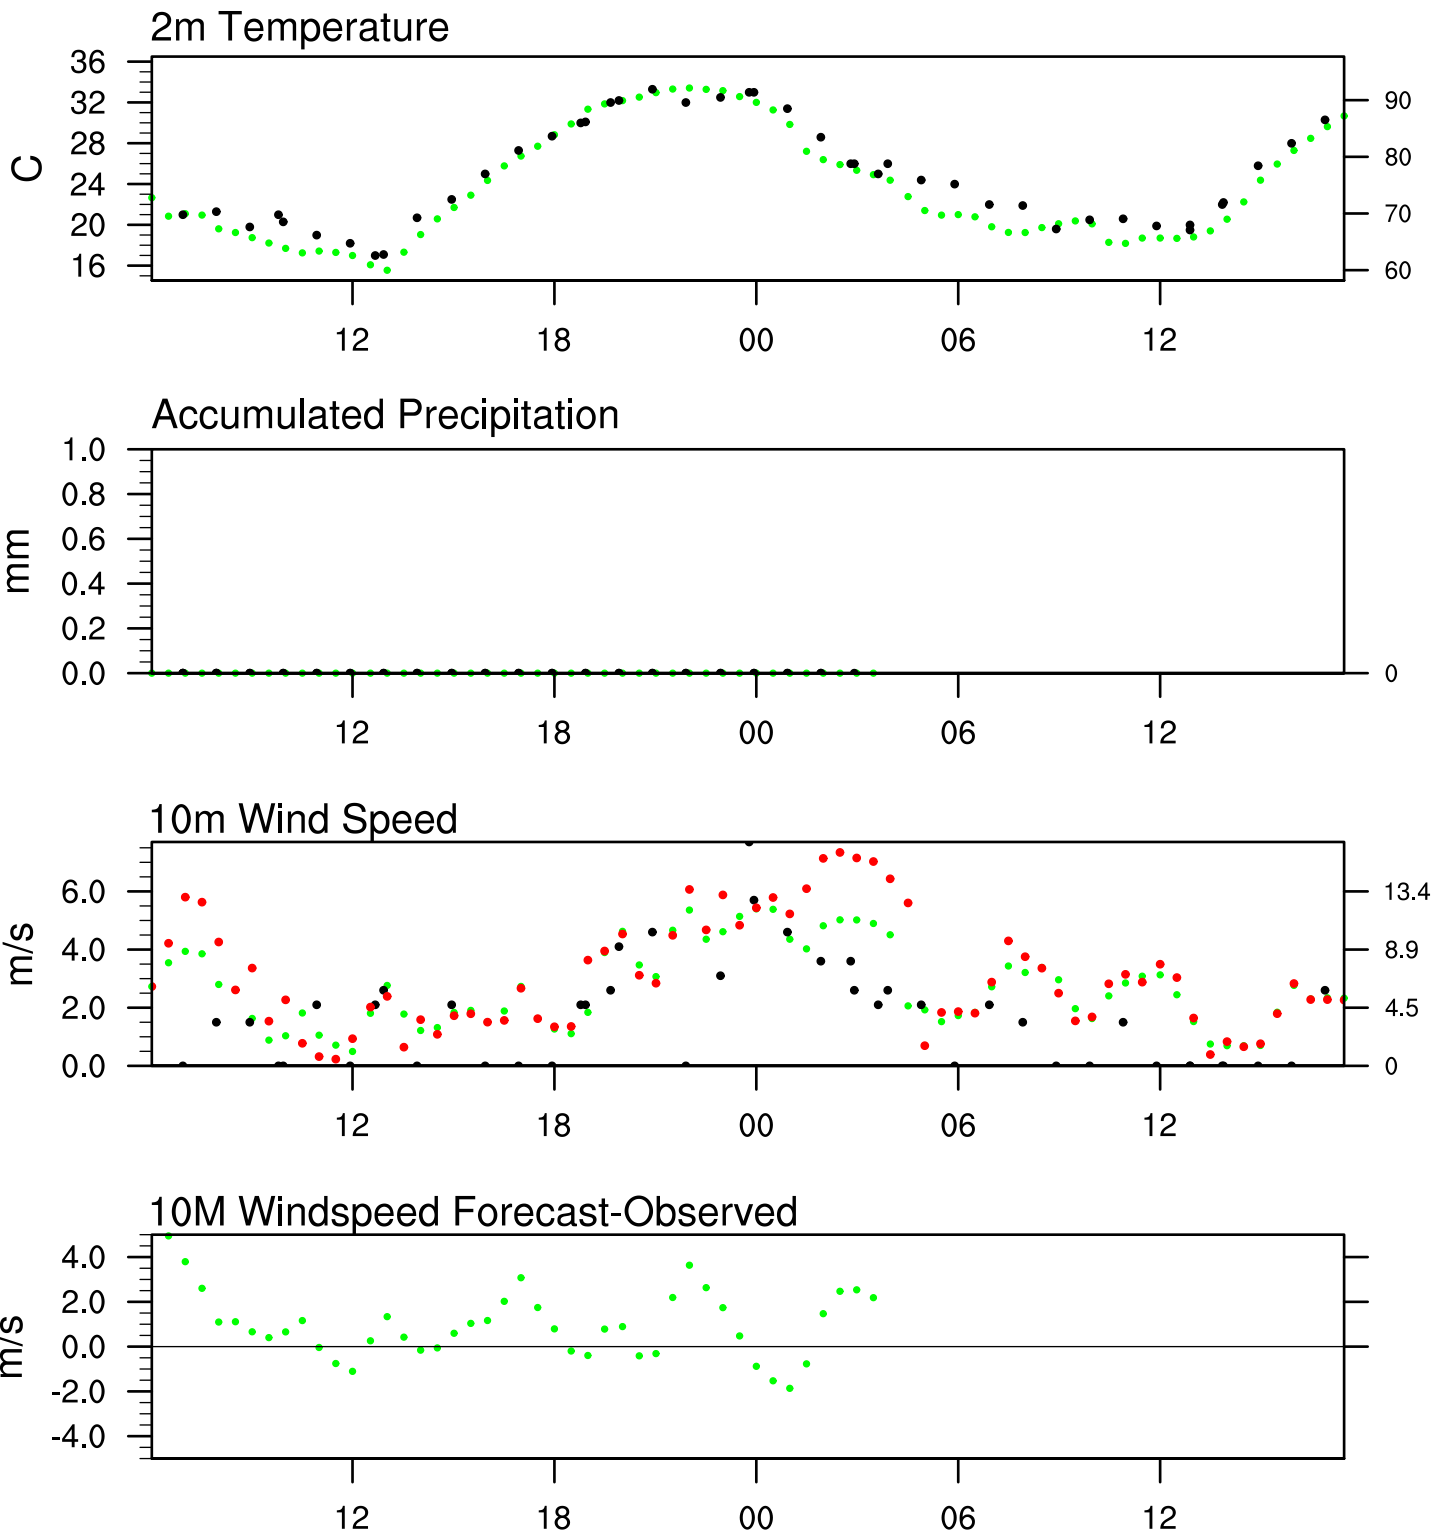 2m Temperature
36
32
28
24
20
16
C
90
80
70
60
12 18 00 06 12
Accumulated Precipitation
1.0
0.8
0.6
0.4
0.2
0.0
mm
0
12 18 00 06 12
10m Wind Speed
6.0
4.0
2.0
0.0
m/s
13.4
8.9
4.5
0
12 18 00 06 12
10M Windspeed Forecast-Observed
4.0
2.0
0.0
-2.0
-4.0
m/s
12 18 00 06 12